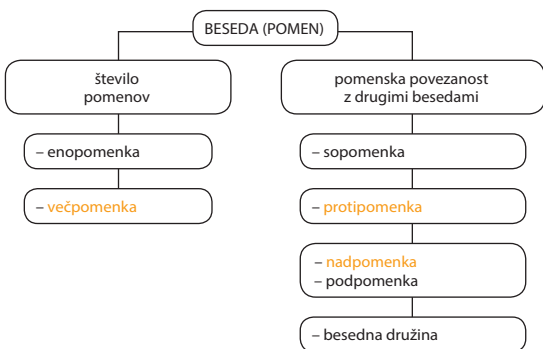 BESEDA (POMEN)
število
pomenov
– enopomenka
– večpomenka
pomenska povezanost
z drugimi besedami
– sopomenka
– protipomenka
– nadpomenka
– podpomenka
– besedna družina